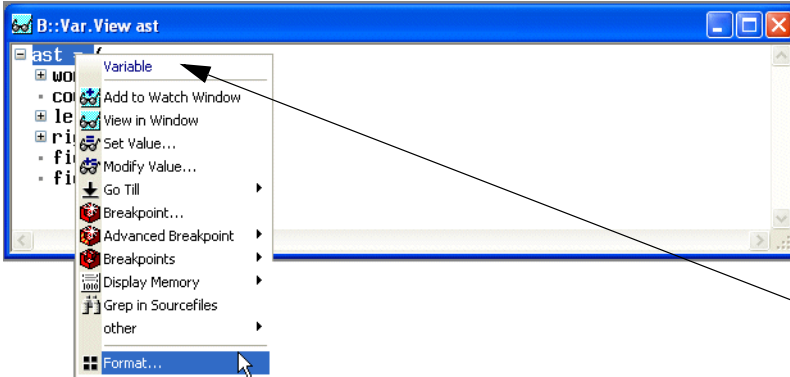 B::Var.View ast
ast = {
Variable
Add to Watch Window
View in Window
Set Value...
Modify Value...
Go Till
Breakpoint...
Advanced Breakpoint
Breakpoints
Display Memory
Grep in Sourcefiles
other
Format...